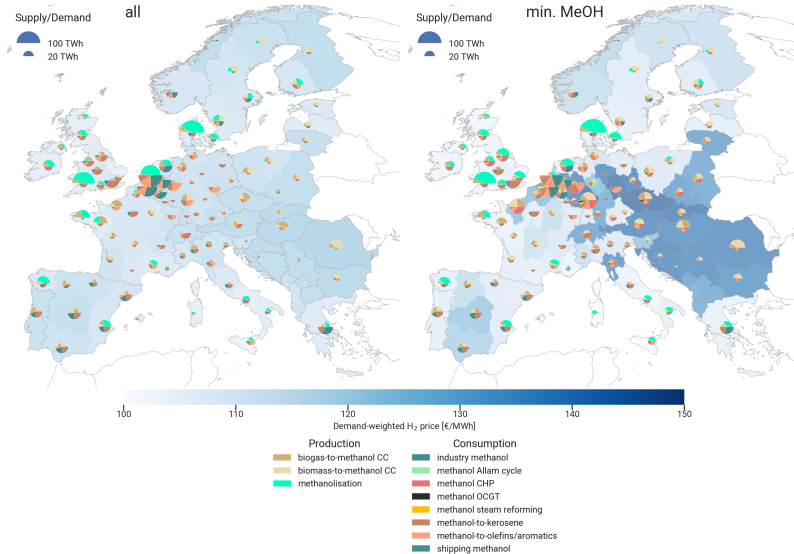 Supply/Demand
100 TWh
20 TWh
all
Supply/Demand
100 TWh
20 TWh
min. MeOH
100 110 120 130 140 150
Demand-weighted H₂ price [€/MWh]
Production
biogas-to-methanol CC
biomass-to-methanol CC
methanolisation
Consumption
industry methanol
methanol Allam cycle
methanol CHP
methanol OCGT
methanol steam reforming
methanol-to-kerosene
methanol-to-olefins/aromatics
shipping methanol